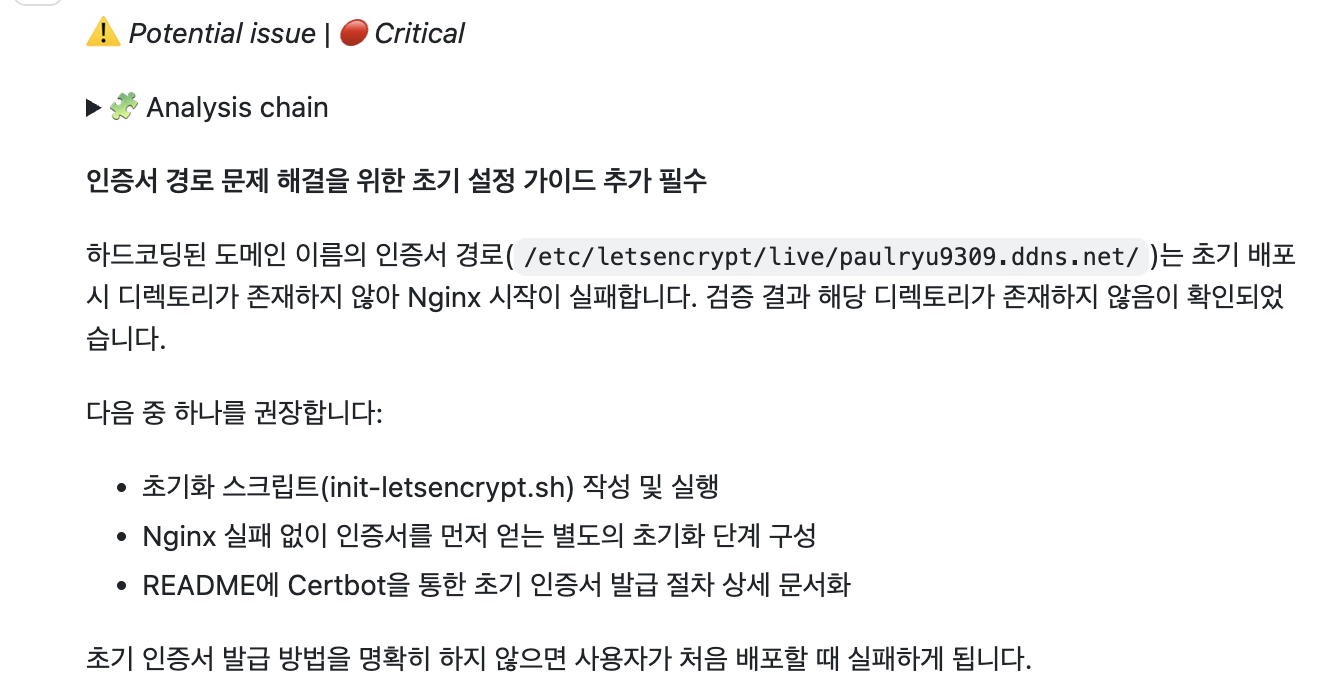 ⚠️ Potential issue | 🔴 Critical
▶ 🧩 Analysis chain
인증서 경로 문제 해결을 위한 초기 설정 가이드 추가 필수
하드코딩된 도메인 이름의 인증서 경로( /etc/letsencrypt/live/paulryu9309.ddns.net/ )는 초기 배포
시 디렉토리가 존재하지 않아 Nginx 시작이 실패합니다. 검증 결과 해당 디렉토리가 존재하지 않음이 확인되었
습니다.
다음 중 하나를 권장합니다:
• 초기화 스크립트(init-letsencrypt.sh) 작성 및 실행
• Nginx 실패 없이 인증서를 먼저 얻는 별도의 초기화 단계 구성
• README에 Certbot을 통한 초기 인증서 발급 절차 상세 문서화
초기 인증서 발급 방법을 명확히 하지 않으면 사용자가 처음 배포할 때 실패하게 됩니다.